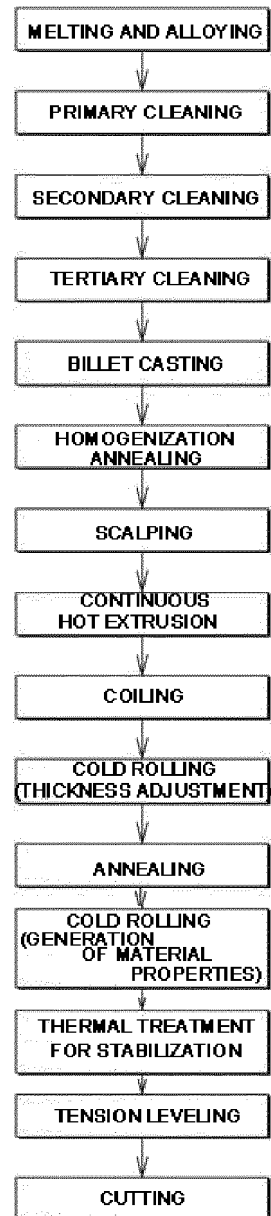 MELTING AND ALLOYING
PRIMARY CLEANING
SECONDARY CLEANING
TERTIARY CLEANING
BILLET CASTING
HOMOGENIZATION
ANNEALING
SCALPING
CONTINUOUS
HOT EXTRUSION
COILING
COLD ROLLING
(THICKNESS ADJUSTMENT)
ANNEALING
COLD ROLLING
(GENERATION
OF MATERIAL
PROPERTIES)
THERMAL TREATMENT
FOR STABILIZATION
TENSION LEVELING
CUTTING